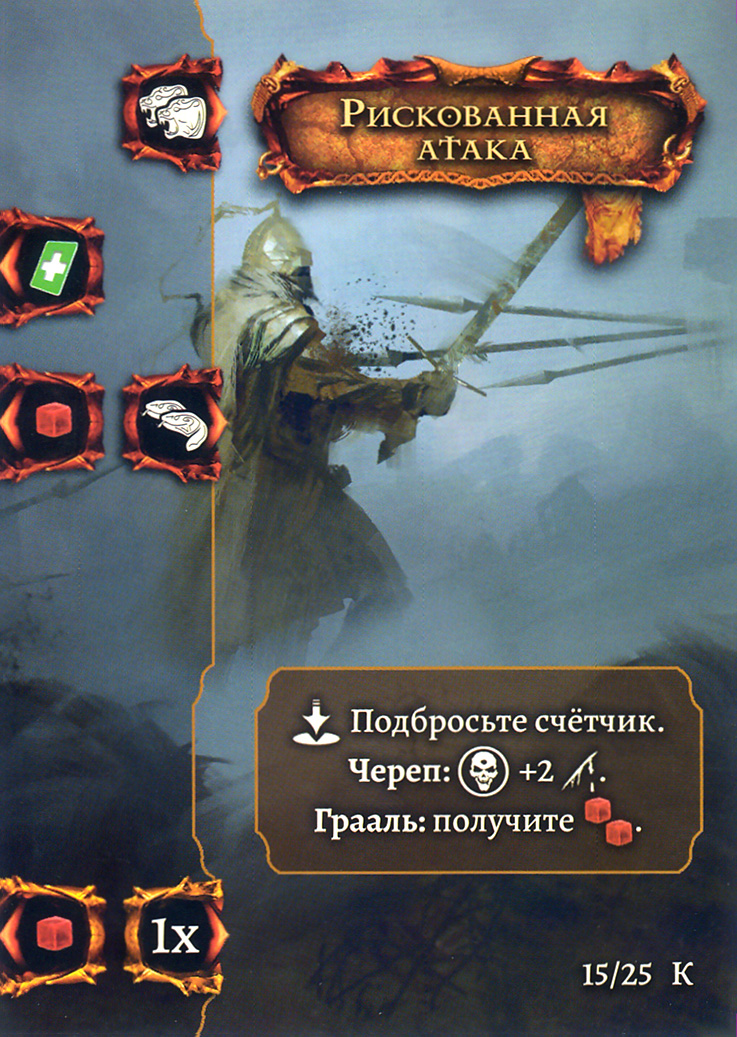 Рискованная
атака
Подбросьте счётчик.
Череп: +2 .
Грааль: получите .
1x
15/25 К